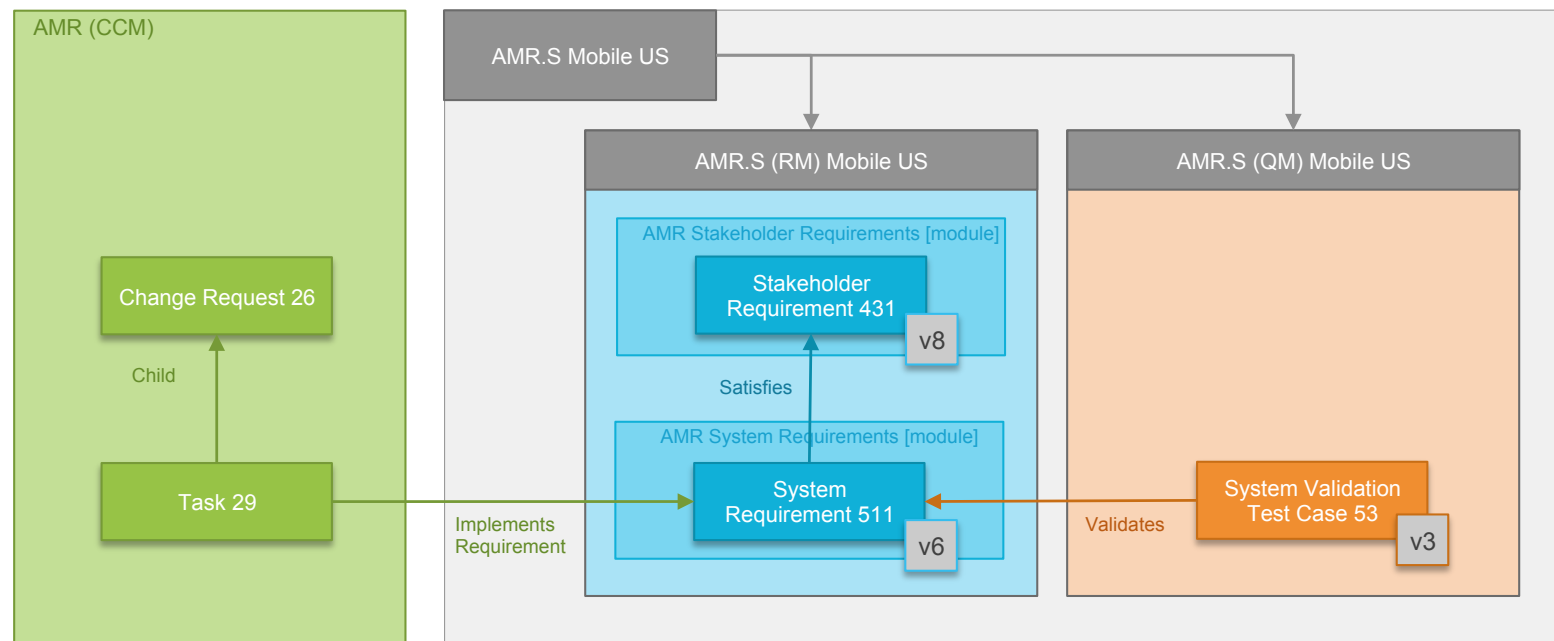 AMR (CCM)
AMR.S Mobile US
AMR.S (RM) Mobile US
AMR.S (QM) Mobile US
AMR Stakeholder Requirements [module]
Change Request 26
Stakeholder
Requirement 431
v8
Child
Satisfies
AMR System Requirements [module]
Task 29
System
Requirement 511
v6
System Validation
Test Case 53
v3
Implements
Requirement
Validates